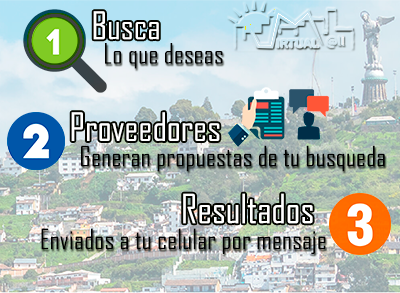 1
Busca
Lo que deseas
2
Proveedores
Generan propuestas de tu busqueda
Resultados
3
Enviados a tu celular por mensaje